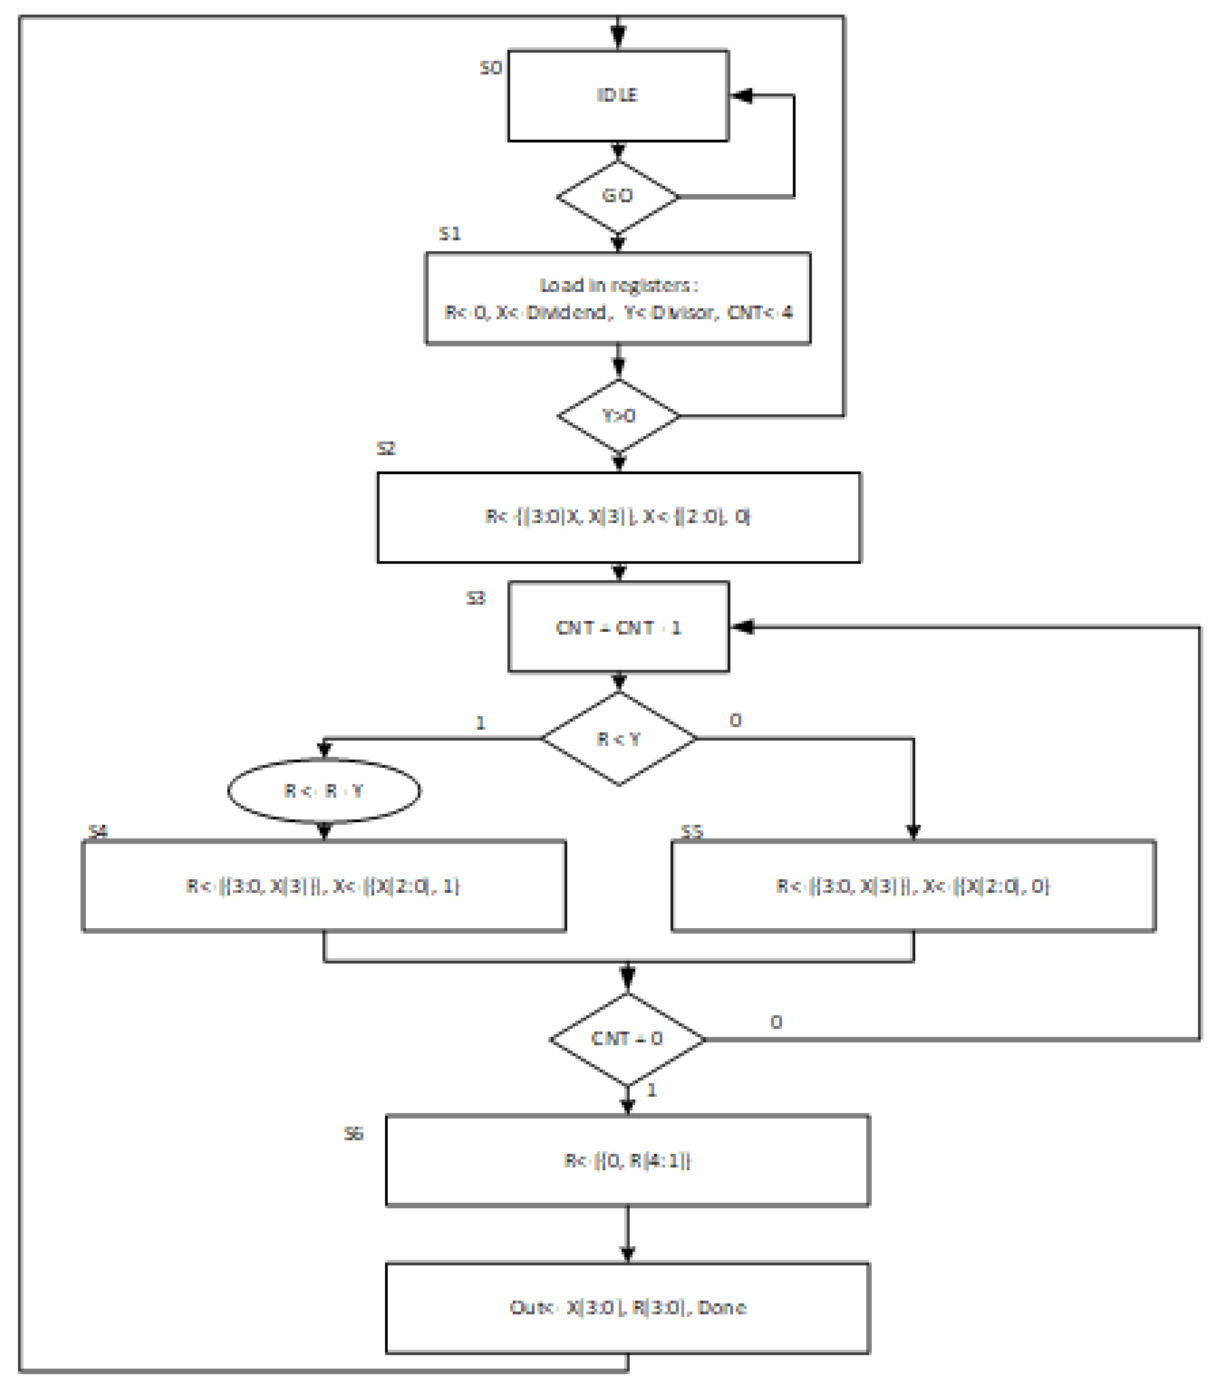 S0
IDLE
GO
S1
Load in registers:
R<-0, X<-Dividend, Y<-Divisor, CNT<-4
Y>0
S2
R<-{[3:0]X, X[3]}, X<-{[2:0], 0}
S3
CNT = CNT - 1
1
R < Y
0
R <- R - Y
S4
R<-[{3:0, X[3]}], X<-[{X[2:0], 1}
S5
R<-[{3:0, X[3]}], X<-[{X[2:0], 0}
CNT = 0
0
1
S6
R<-[{0, R[4:1]}
Out<- X[3:0], R[3:0], Done